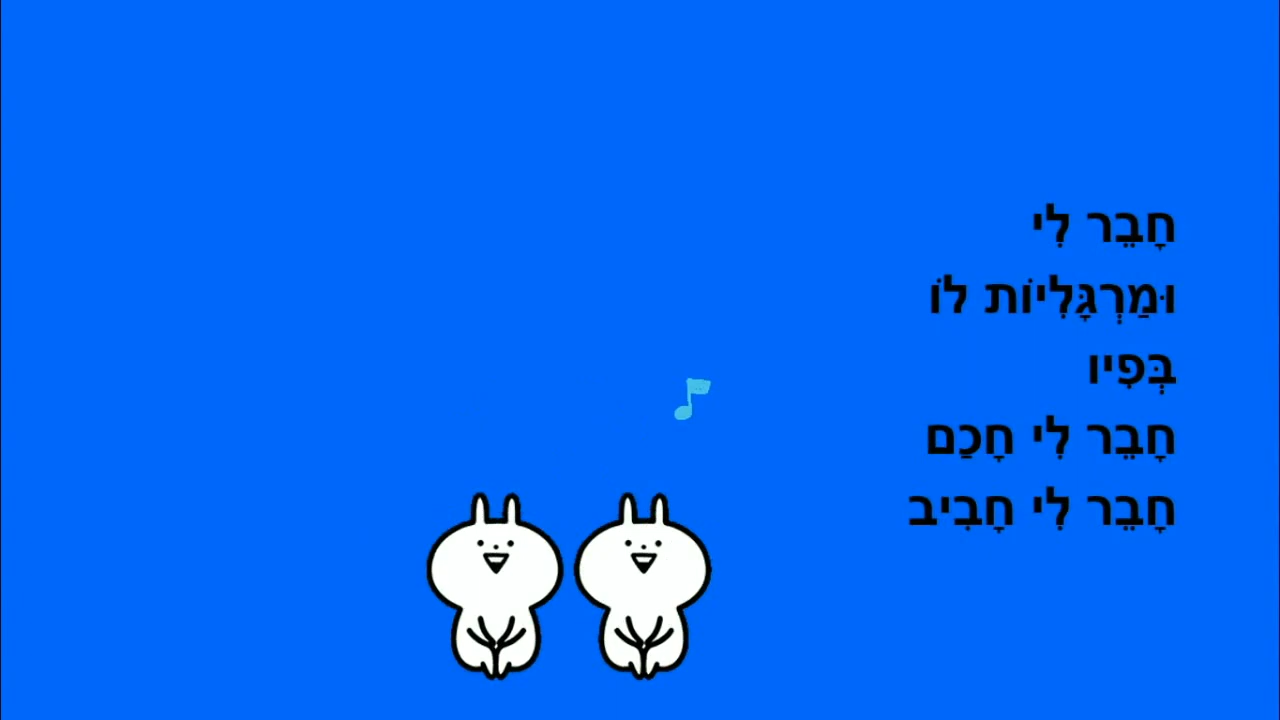 חָבֵר לִי
וּמַרְגָּלִיּוֹת לוֹ
בְּפִיו
חָבֵר לִי חָכַם
חָבֵר לִי חָבִיב